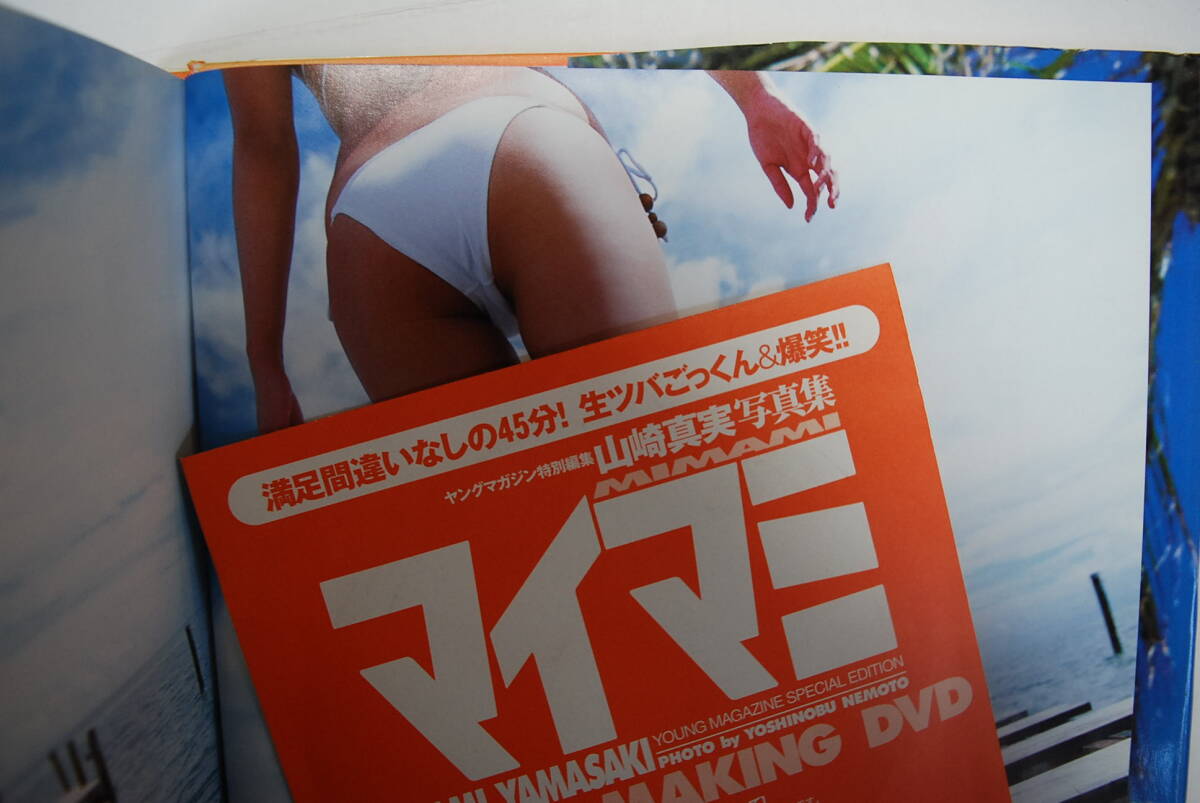 満足間違いなしの45分! 生ツバごっくん&爆笑!!
ヤングマガジン特別編集 山崎真実写真集
MIMAMI
マイマミ
YOUNG MAGAZINE SPECIAL EDITION
YAMASAKI PHOTO by YOSHINOBU NEMOTO
MAKING DVD